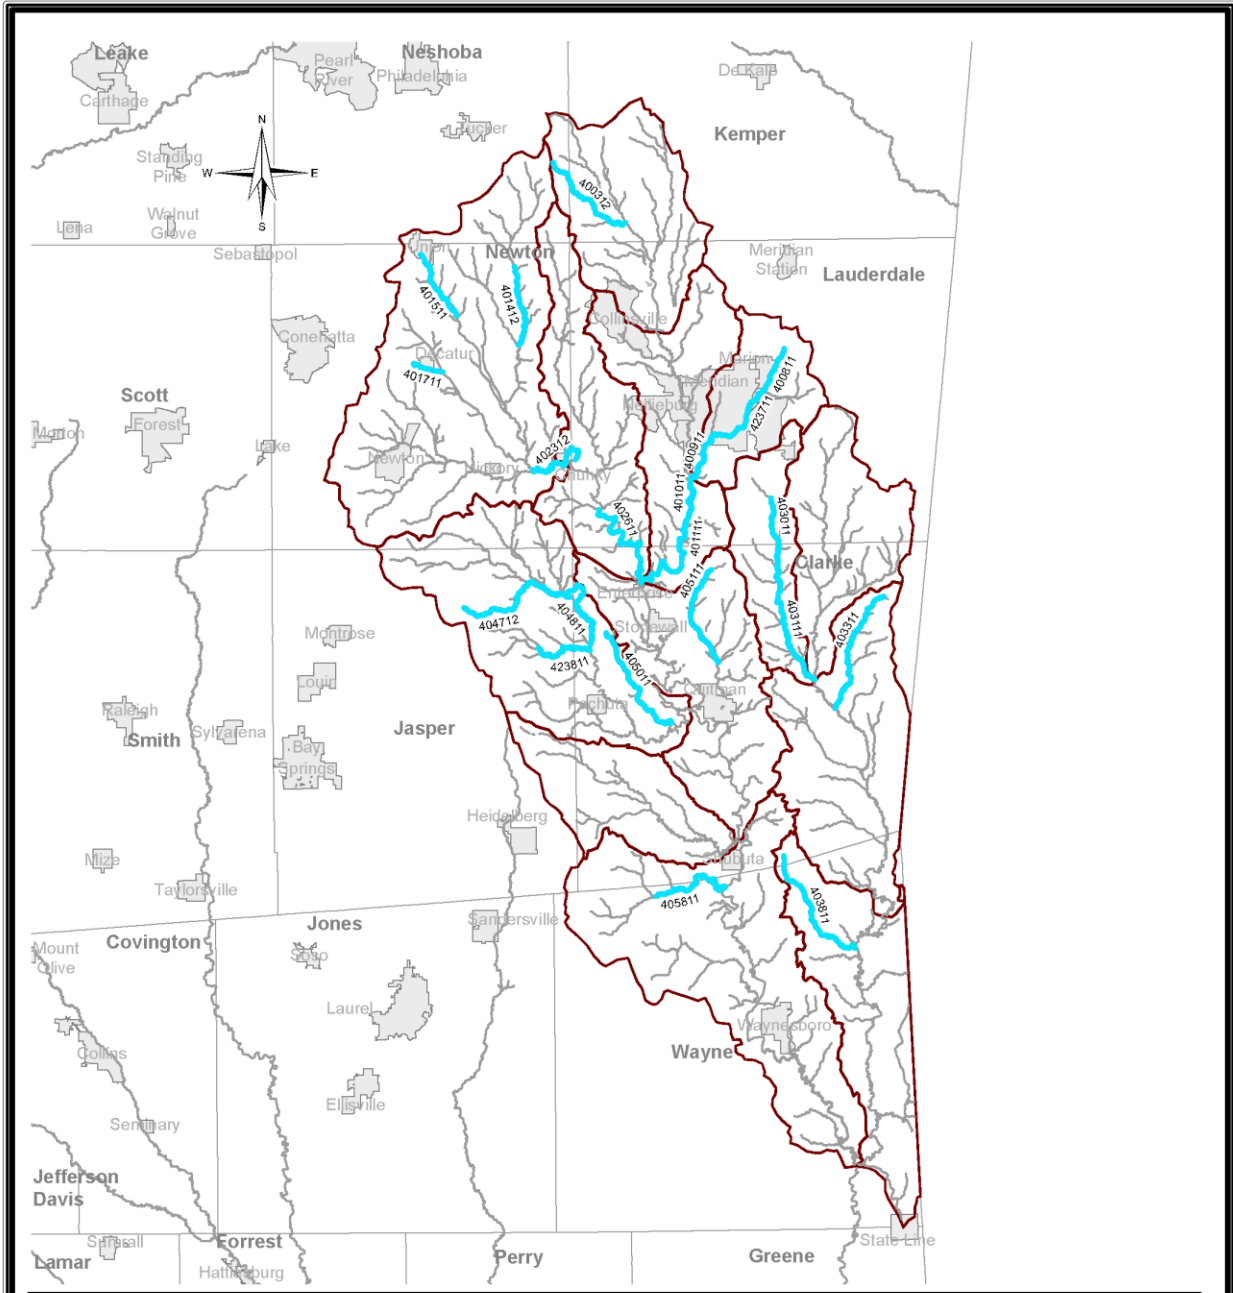 Leake
Neshoba
Pearl
River
Philadelphia
De Kalb
Carthage
Tucker
Kemper
N
Standing
Pine
W
E
400312
S
Walnut
Grove
Lena
Sebastopol
Union
Newton
Meridian
Station
Lauderdale
401511
401412
Collinsville
Conehatta
Decatur
401711
Marion
Meridian
400811
Scott
Forest
Nellieburg
423711
Morton
Lake
Newton
Hickory
402312
Chunky
400911
401011
402611
401111
403011
Clarke
Enterprise
405111
404712
404811
Stonewall
403111
403311
Montrose
423811
405011
Louin
Quitman
Pachuta
Raleigh
Smith
Sylvarena
Jasper
Bay
Springs
Heidelberg
Mize
Shubuta
Taylorsville
405811
403811
Jones
Sandersville
Covington
Mount
Olive
Soso
Laurel
Waynesboro
Wayne
Collins
Ellisville
Seminary
Jefferson
Davis
Sumrall
Forrest
State Line
Lamar
Hattiesburg
Perry
Greene